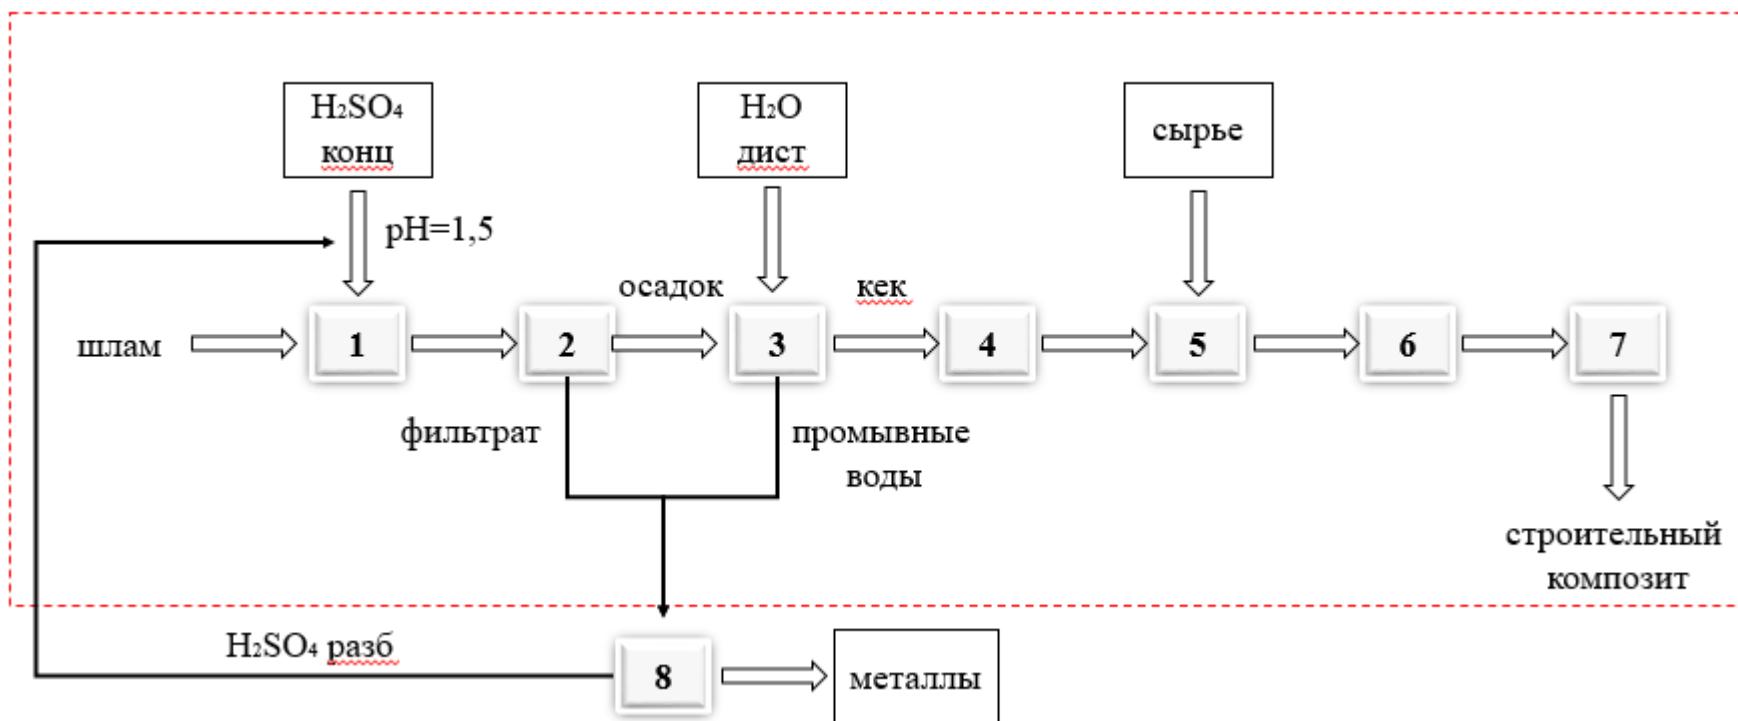 H₂SO₄
конц
H₂O
дист
сырье
pH=1,5
осадок
кек
шлам
1
2
3
4
5
6
7
фильтрат
промывные
воды
строительный
композит
H₂SO₄ разб
8
металлы